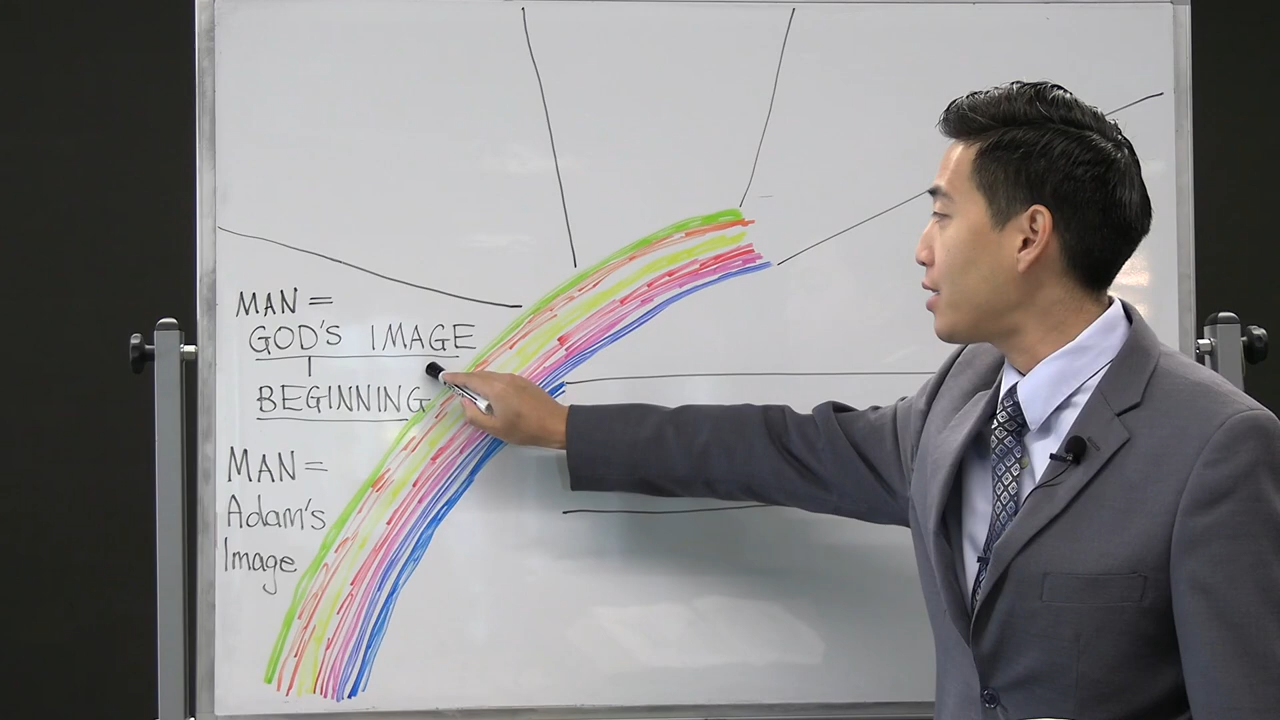 MAN =
GOD'S IMAGE
BEGINNING
MAN =
Adam's
Image